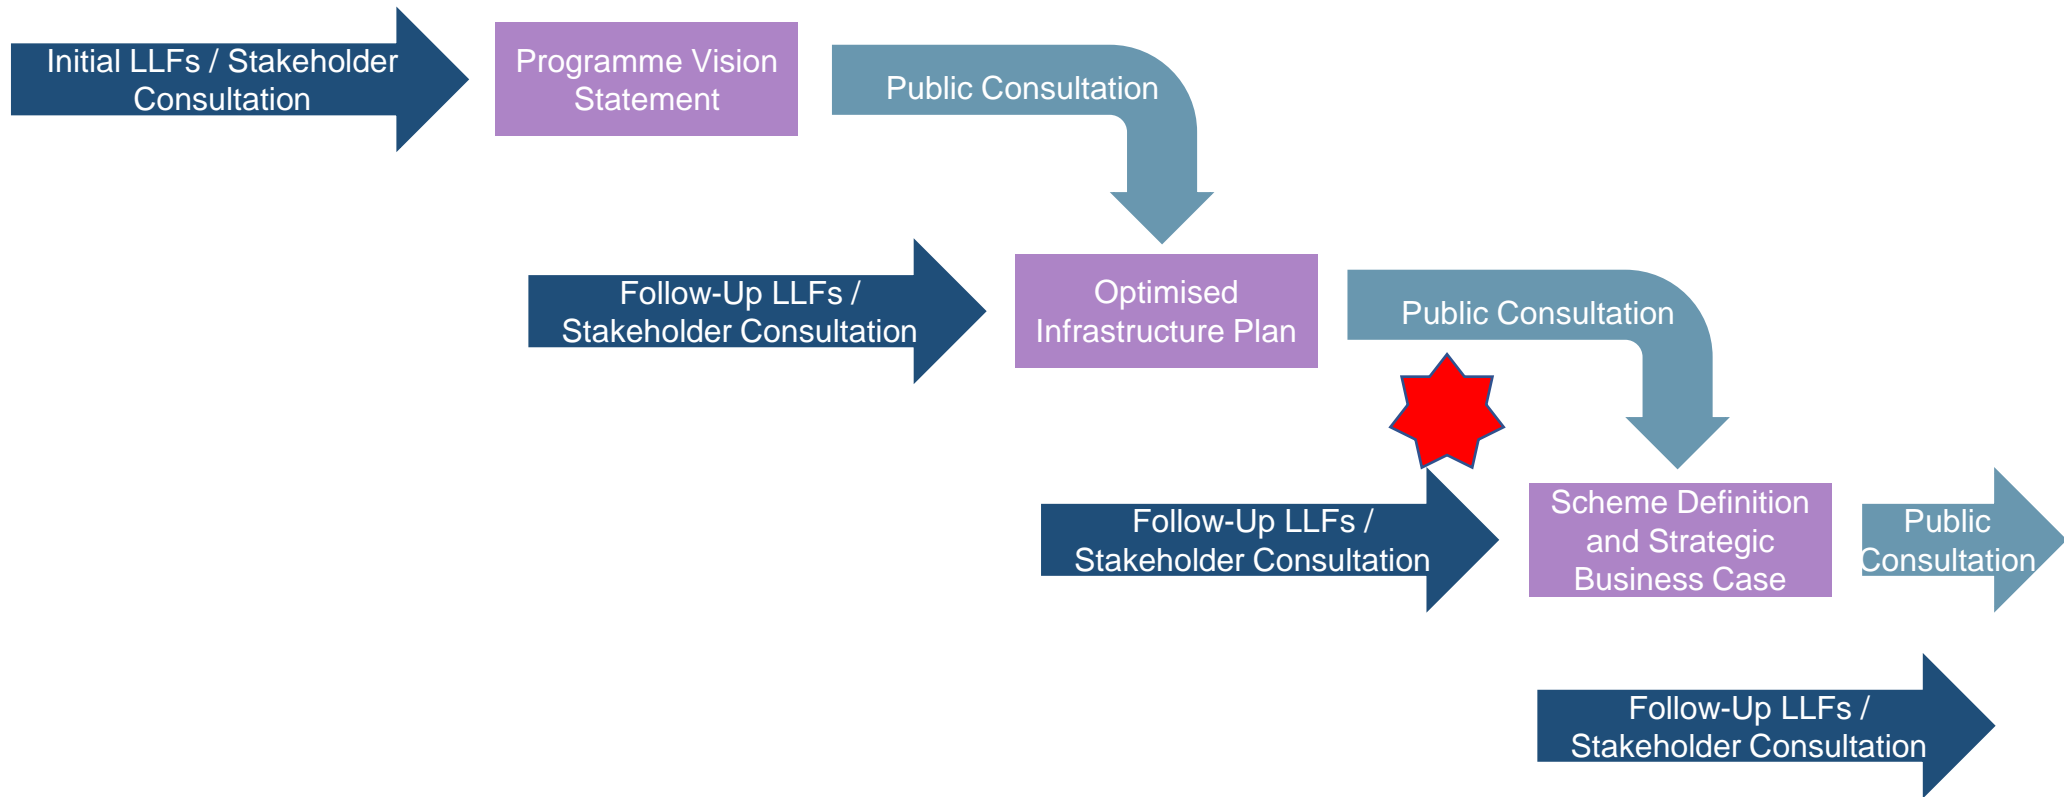 Initial LLFs / Stakeholder
Consultation
Programme Vision
Statement
Public Consultation
Follow-Up LLFs /
Stakeholder Consultation
Optimised
Infrastructure Plan
Public Consultation
Follow-Up LLFs /
Stakeholder Consultation
Scheme Definition
and Strategic
Business Case
Public
Consultation
Follow-Up LLFs /
Stakeholder Consultation